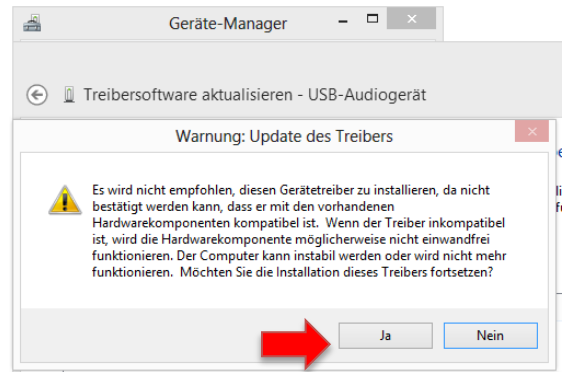 Geräte-Manager
Treibersoftware aktualisieren - USB-Audiogerät
Warnung: Update des Treibers
Es wird nicht empfohlen, diesen Gerätetreiber zu installieren, da nicht
bestätigt werden kann, dass er mit den vorhandenen
Hardwarekomponenten kompatibel ist. Wenn der Treiber inkompatibel
ist, wird die Hardwarekomponente möglicherweise nicht einwandfrei
funktionieren. Der Computer kann instabil werden oder wird nicht mehr
funktionieren. Möchten Sie die Installation dieses Treibers fortsetzen?
Ja
Nein